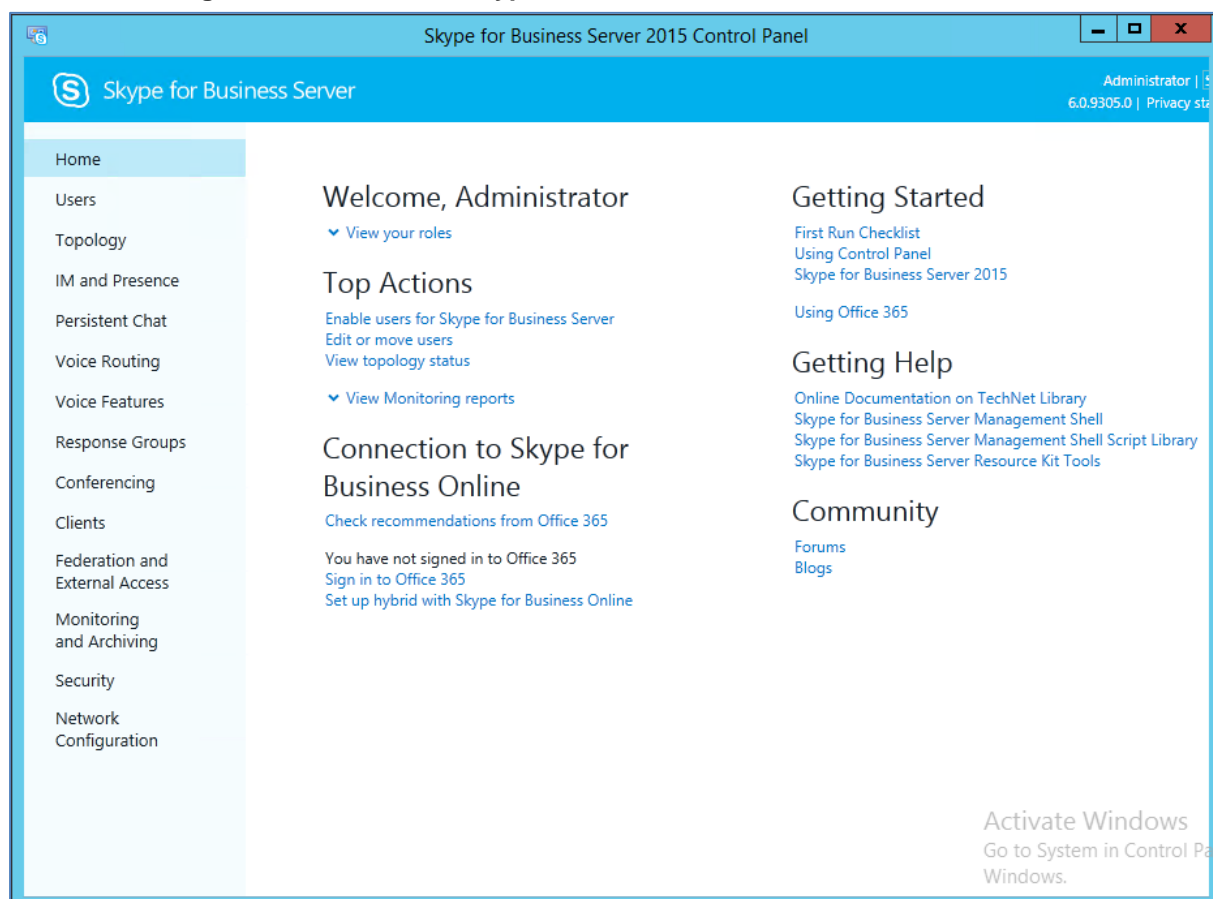 Skype for Business Server 2015 Control Panel
Skype for Business Server
Administrator |
6.0.9305.0 | Privacy
Home
Users
Topology
IM and Presence
Persistent Chat
Voice Routing
Voice Features
Response Groups
Conferencing
Clients
Federation and
External Access
Monitoring
and Archiving
Security
Network
Configuration
Welcome, Administrator
View your roles
Top Actions
Enable users for Skype for Business Server
Edit or move users
View topology status
View Monitoring reports
Connection to Skype for
Business Online
Check recommendations from Office 365
You have not signed in to Office 365
Sign in to Office 365
Set up hybrid with Skype for Business Online
Getting Started
First Run Checklist
Using Control Panel
Skype for Business Server 2015
Using Office 365
Getting Help
Online Documentation on TechNet Library
Skype for Business Server Management Shell
Skype for Business Server Management Shell Script Library
Skype for Business Server Resource Kit Tools
Community
Forums
Blogs
Activate Windows
Go to System in Control
Windows.